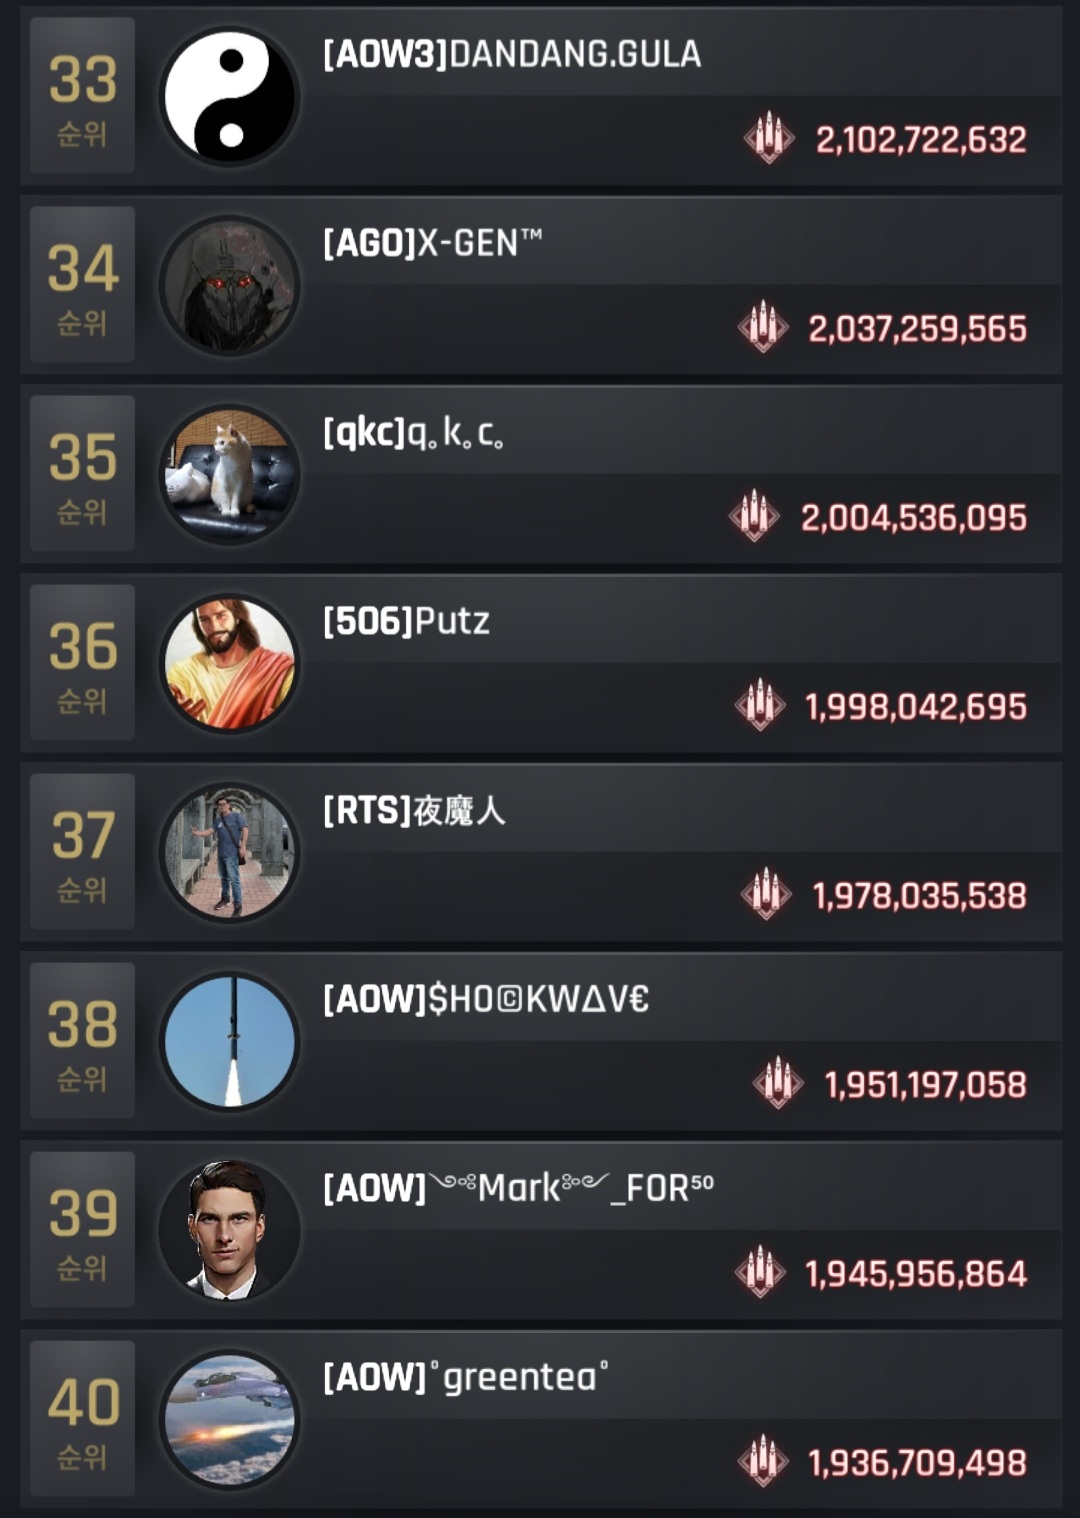 33
순위
[AOW3]DANDANG.GULA
2,102,722,632
34
순위
[AGO]X-GEN™
2,037,259,565
35
순위
[qkc]q｡k｡c｡
2,004,536,095
36
순위
[506]Putz
1,998,042,695
37
순위
[RTS]夜魔人
1,978,035,538
38
순위
[AOW]$HO©KWΔV€
1,951,197,058
39
순위
[AOW]༺Mark༻_FOR⁵⁰
1,945,956,864
40
순위
[AOW]˚greentea˚
1,936,709,498